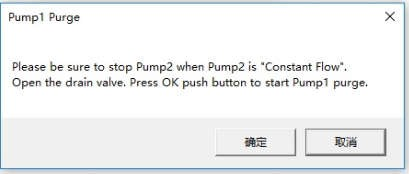 Pump1 Purge
Please be sure to stop Pump2 when Pump2 is "Constant Flow".
Open the drain valve. Press OK push button to start Pump1 purge.
确定
取消